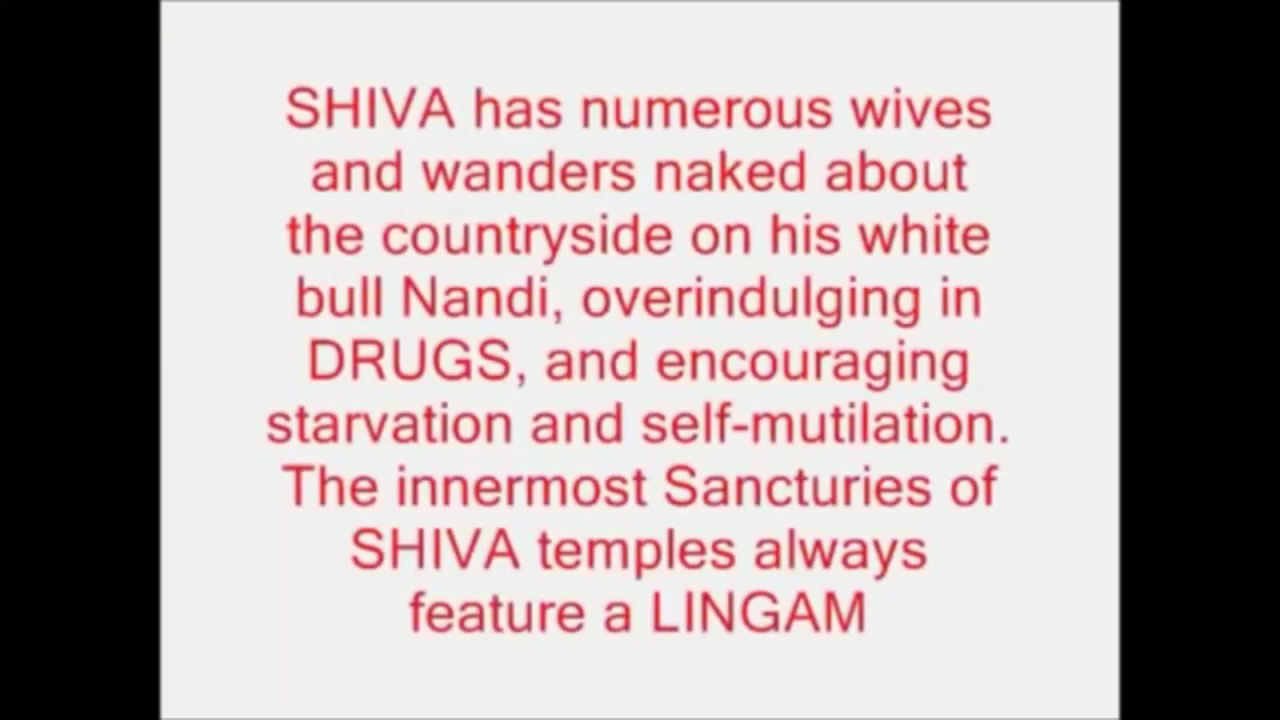 SHIVA has numerous wives
and wanders naked about
the countryside on his white
bull Nandi, overindulging in
DRUGS, and encouraging
starvation and self-mutilation.
The innermost Sancturies of
SHIVA temples always
feature a LINGAM